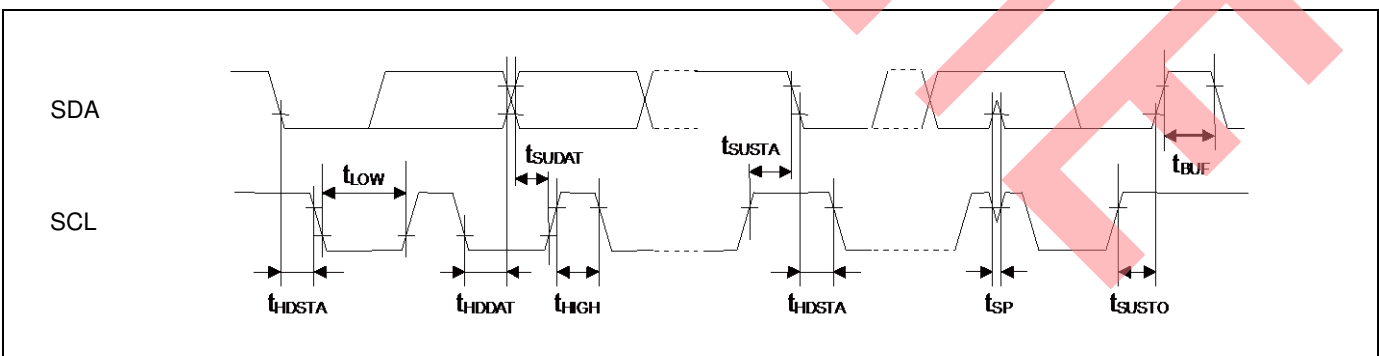 SDA
tSUDAT
tSUSTA
tBUF
tLOW
SCL
tHDSTA
tHDDAT
tHIGH
tHDSTA
tSP
tSUSTO